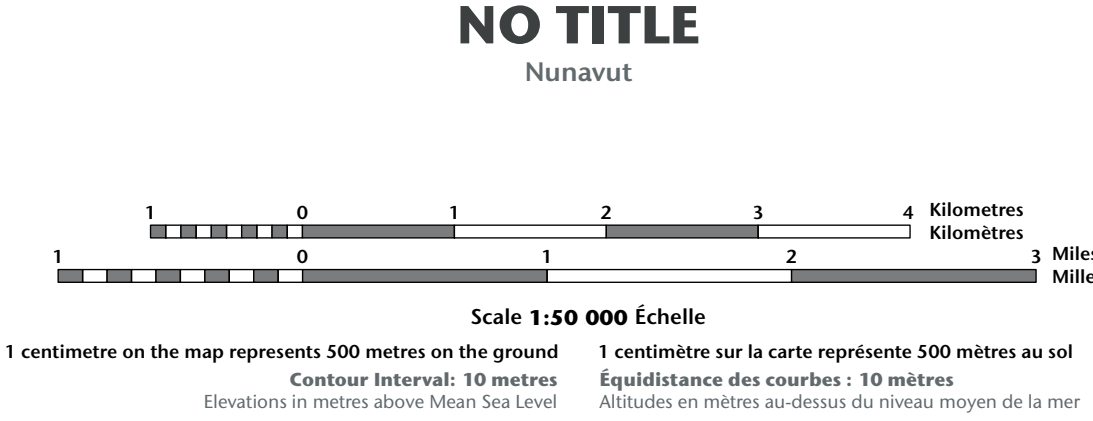 NO TITLE
Nunavut
1 0 1 2 3 4 Kilometres
Kilomètres
1 0 1 2 3 Miles
Mille
Scale 1:50 000 Échelle
1 centimetre on the map represents 500 metres on the ground
Contour Interval: 10 metres
Elevations in metres above Mean Sea Level
1 centimètre sur la carte représente 500 mètres au sol
Équidistance des courbes : 10 mètres
Altitudes en mètres au-dessus du niveau moyen de la mer